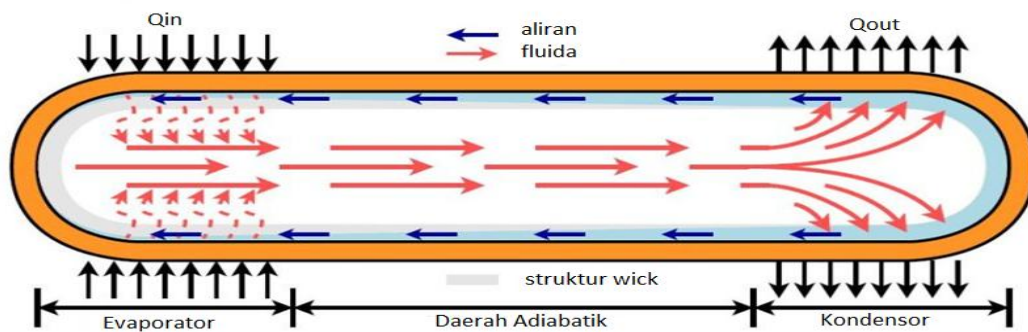 Qin
aliran
fluida
Qout
struktur wick
Evaporator
Daerah Adiabatik
Kondensor